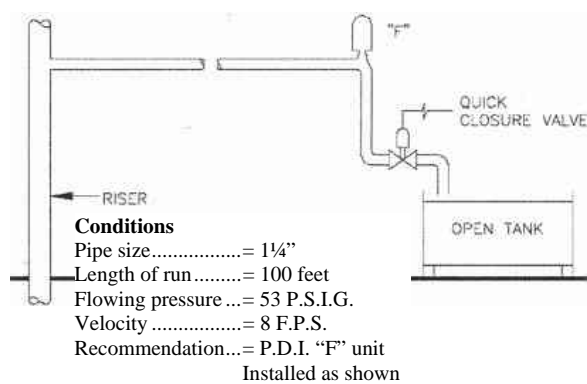 "F"
QUICK
CLOSURE VALVE
RISER
OPEN TANK
Conditions
Pipe size..................= 1¼”
Length of run .........= 100 feet
Flowing pressure ...= 53 P.S.I.G.
Velocity .................= 8 F.P.S.
Recommendation...= P.D.I. “F” unit
Installed as shown